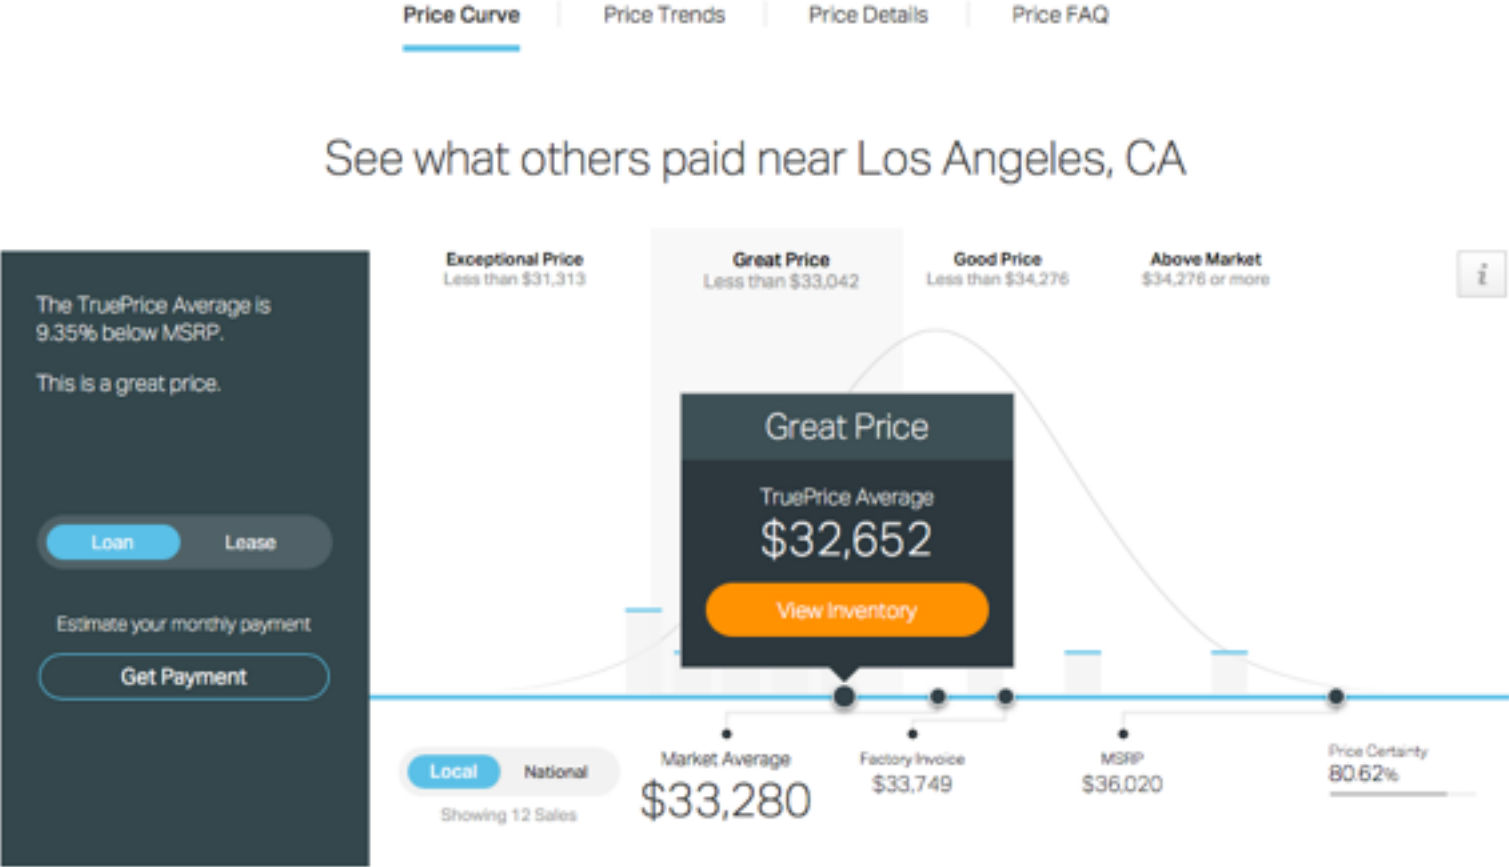 Price Curve
Price Trends
Price Details
Price FAQ
See what others paid near Los Angeles, CA
The TruePrice Average is
9.35% below MSRP.
This is a great price.
Loan
Lease
Estimate your monthly payment
Get Payment
Exceptional Price
Less than $31,313
Great Price
Less than $33,042
Good Price
Less than $34,276
Above Market
$34,276 or more
i
Great Price
TruePrice Average
$32,652
View Inventory
Local
National
Showing 12 Sales
Market Average
$33,280
Factory Invoice
$33,749
MSRP
$36,020
Price Certainty
80.62%